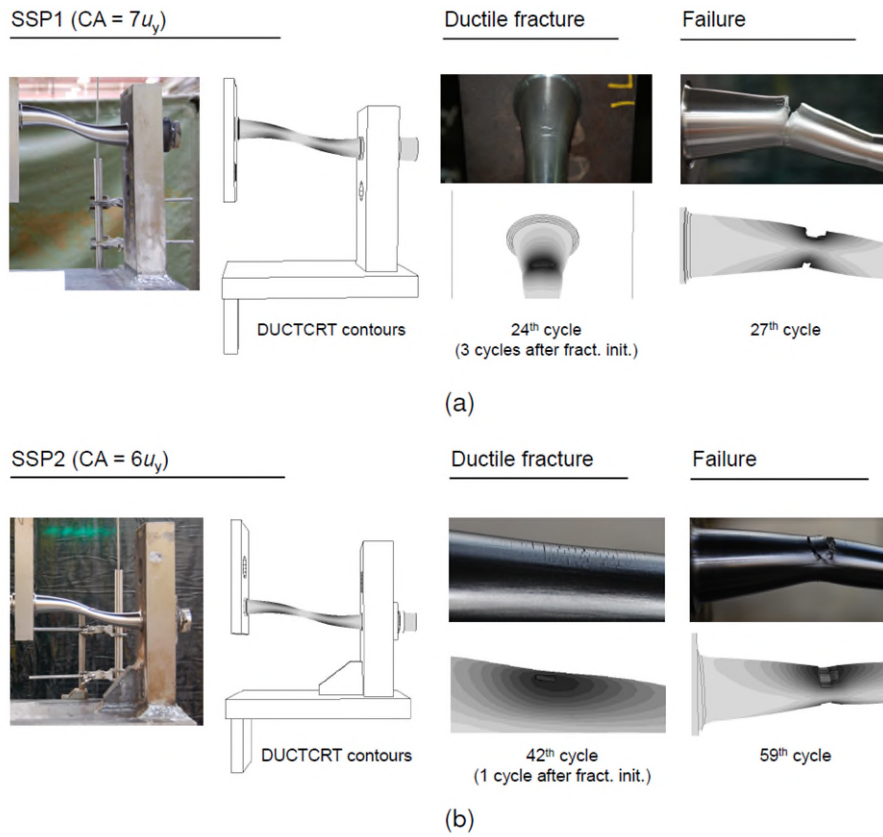 SSP1 (CA = 7uy)
Ductile fracture
Failure
DUCTCRT contours
24th cycle
(3 cycles after fract. init.)
27th cycle
(a)
SSP2 (CA = 6uy)
Ductile fracture
Failure
DUCTCRT contours
42th cycle
(1 cycle after fract. init.)
59th cycle
(b)